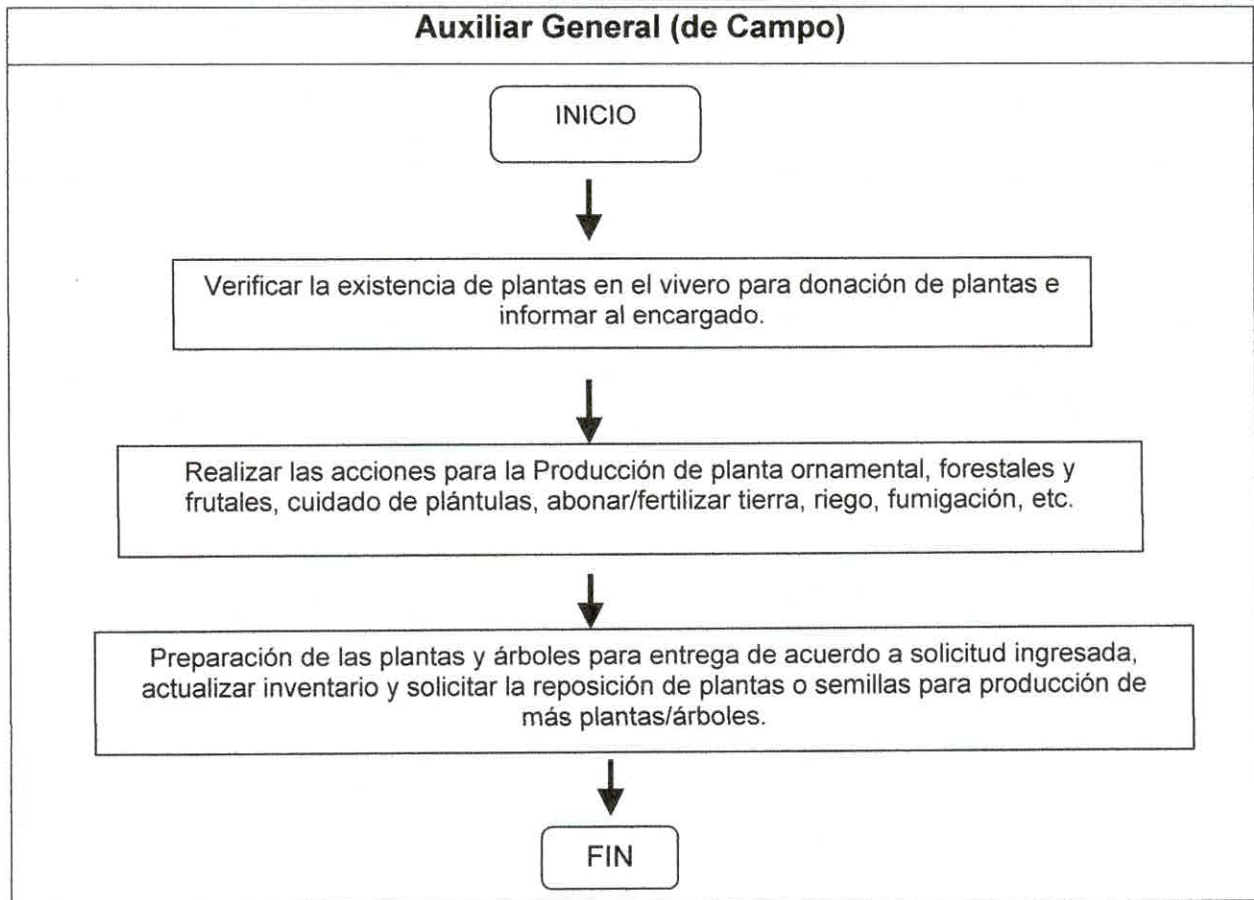 Auxiliar General (de Campo)
INICIO
Verificar la existencia de plantas en el vivero para donación de plantas e
informar al encargado.
Realizar las acciones para la Producción de planta ornamental, forestales y
frutales, cuidado de plántulas, abonar/fertilizar tierra, riego, fumigación, etc.
Preparación de las plantas y árboles para entrega de acuerdo a solicitud ingresada,
actualizar inventario y solicitar la reposición de plantas o semillas para producción de
más plantas/árboles.
FIN